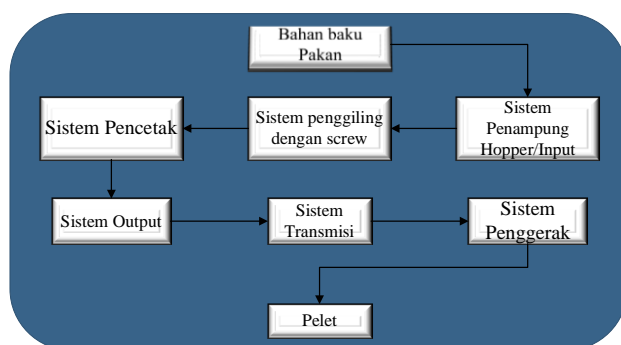 Bahan baku
Pakan
Sistem
Penampung
Hopper/Input
Sistem penggiling
dengan screw
Sistem Pencetak
Sistem Output
Sistem
Transmisi
Sistem
Penggerak
Pelet